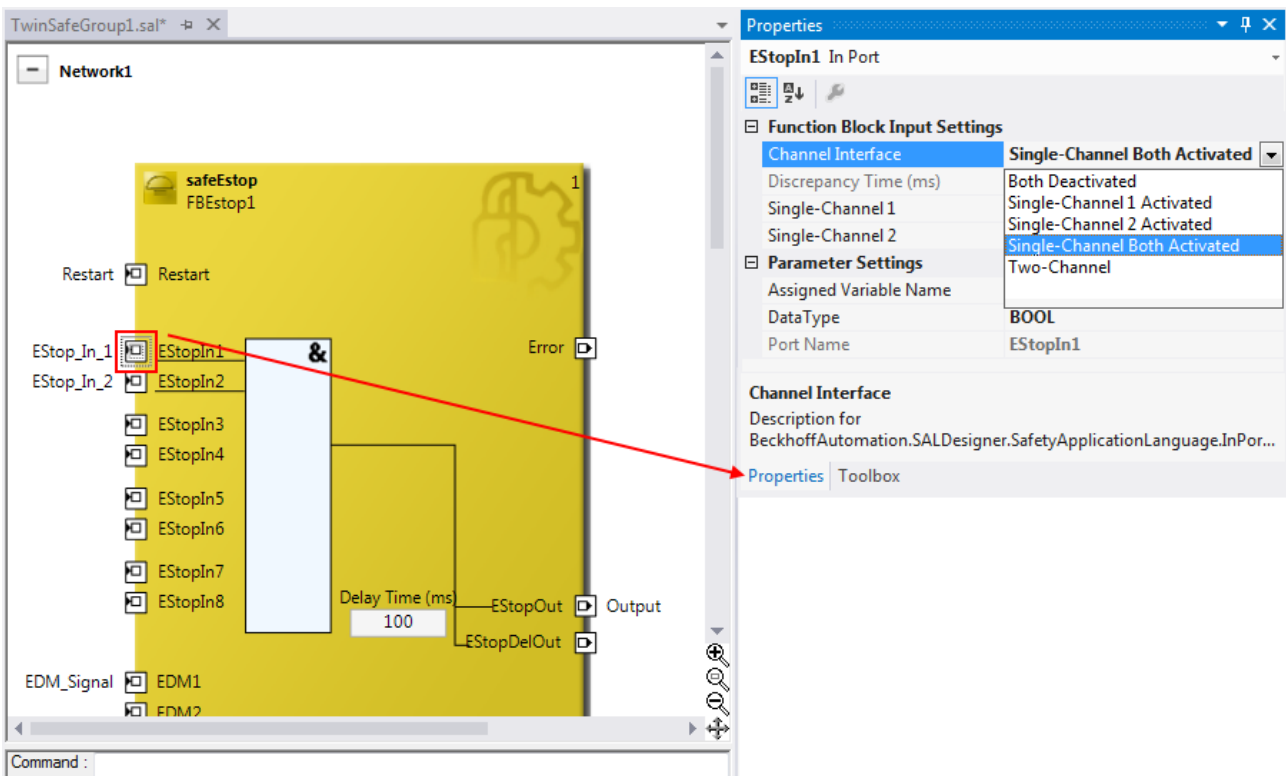 TwinSafeGroup1.sal*
Network1
safeEstop
FBEstop1
1
Restart
Restart
EStop_In_1
EStopIn1
&
Error
EStop_In_2
EStopIn2
EStopIn3
EStopIn4
EStopIn5
EStopIn6
EStopIn7
EStopIn8
Delay Time (ms)
100
EStopOut
Output
EStopDelOut
EDM_Signal
EDM1
EDM2
Command :
Properties
EStopIn1 In Port
Function Block Input Settings
Channel Interface
Single-Channel Both Activated
Discrepancy Time (ms)
Both Deactivated
Single-Channel 1
Single-Channel 1 Activated
Single-Channel 2 Activated
Single-Channel 2
Single-Channel Both Activated
Parameter Settings
Two-Channel
Assigned Variable Name
DataType
BOOL
Port Name
EStopIn1
Channel Interface
Description for
BeckhoffAutomation.SALDesigner.SafetyApplicationLanguage.InPor...
Properties
Toolbox